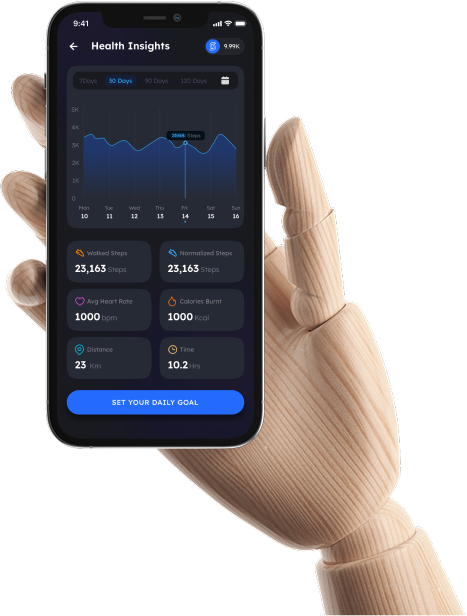 9:41
Health Insights
9.99K
7Days 30 Days 90 Days 120 Days
5K
4K
3K
2K
1K
0
Steps
Mon Tue Wed Thu Fri Sat Sun
10 11 12 13 14 15 16
Walked Steps
23,163 Steps
Normalized Steps
23,163 Steps
Avg Heart Rate
1000 bpm
Calories Burnt
1000 Kcal
Distance
23 Km
Time
10.2 Hrs
SET YOUR DAILY GOAL